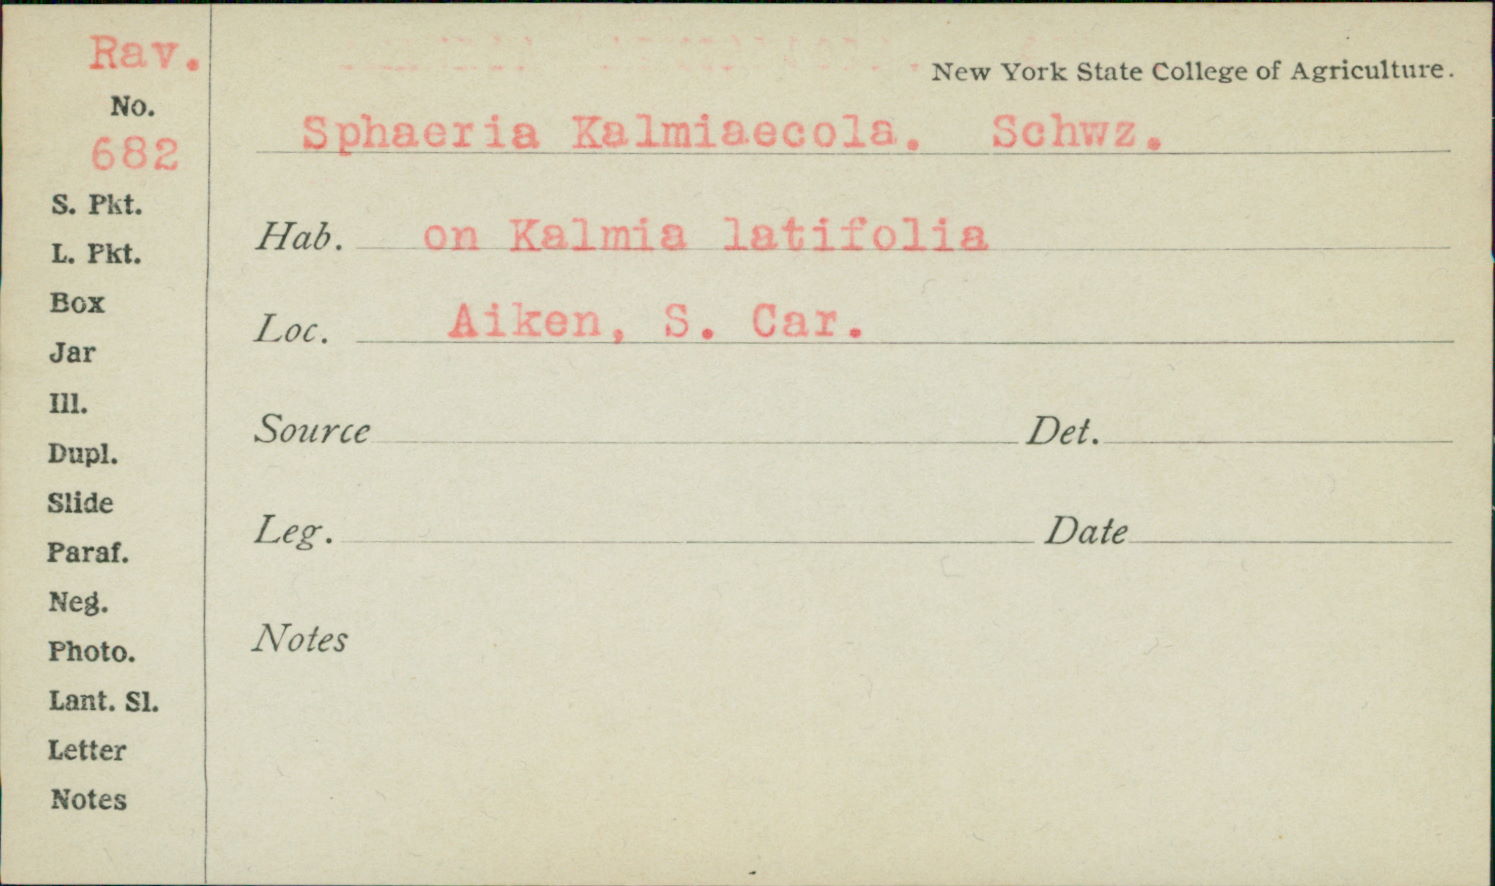 Rav.
No.
682
S. Pkt.
L. Pkt.
Box
Jar
Ill.
Dupl.
Slide
Paraf.
Neg.
Photo.
Lant. Sl.
Letter
Notes
New York State College of Agriculture.
Sphaeria Kalmiaecola. Schwz.
Hab. on Kalmia latifolia
Loc. Aiken, S. Car.
Source Det.
Leg. Date
Notes